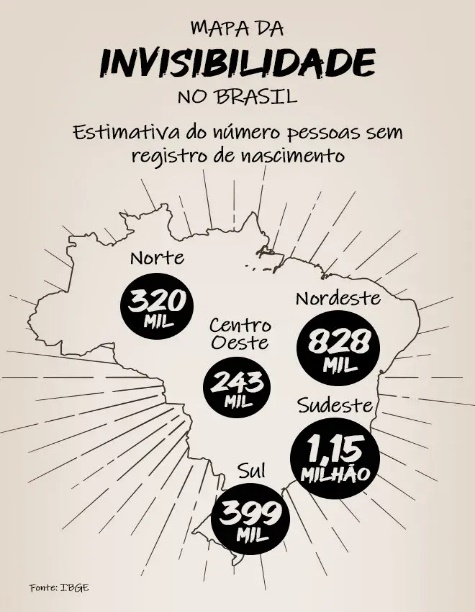 MAPA DA
INVISIBILIDADE
NO BRASIL
Estimativa do número pessoas sem
registro de nascimento
Norte
320
MIL
Nordeste
828
MIL
Centro
Oeste
243
MIL
Sudeste
1,15
MILHÃO
Sul
399
MIL
Fonte: IBGE